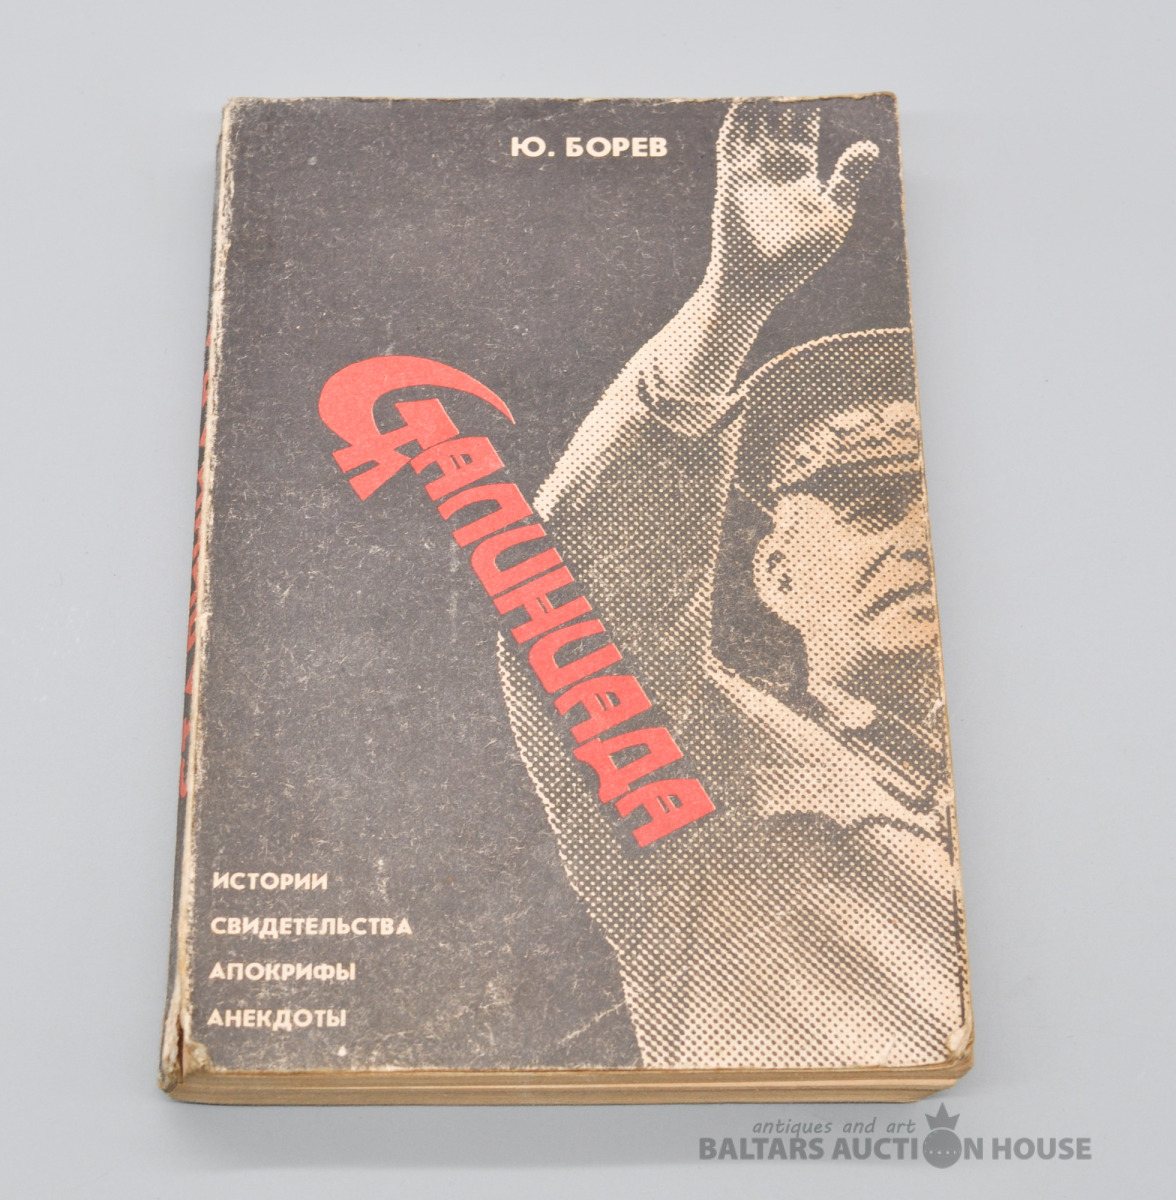 Ю. БОРЕВ
СТАЛИНИАДА
ИСТОРИИ
СВИДЕТЕЛЬСТВА
АПОКРИФЫ
АНЕКДОТЫ
antiques and art
BALTARS AUCTION HOUSE